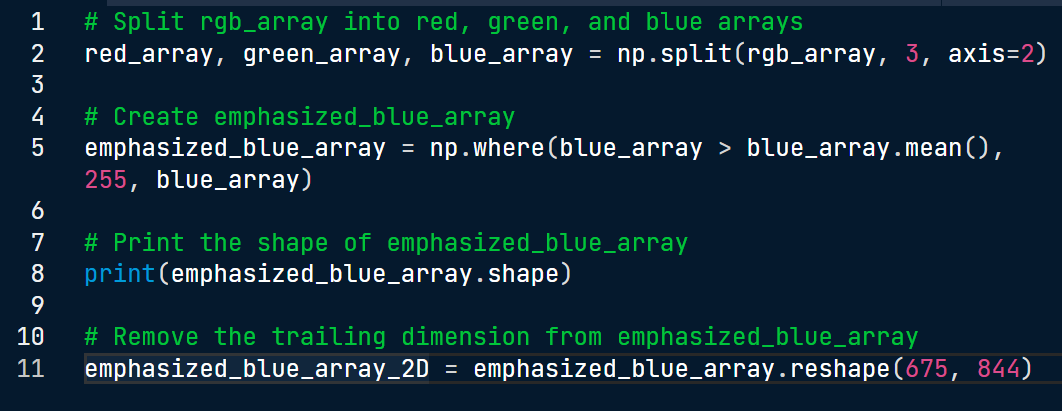 1 # Split rgb_array into red, green, and blue arrays
2 red_array, green_array, blue_array = np.split(rgb_array, 3, axis=2)
3
4 # Create emphasized_blue_array
5 emphasized_blue_array = np.where(blue_array > blue_array.mean(),
255, blue_array)
6
7 # Print the shape of emphasized_blue_array
8 print(emphasized_blue_array.shape)
9
10 # Remove the trailing dimension from emphasized_blue_array
11 emphasized_blue_array_2D = emphasized_blue_array.reshape(675, 844)